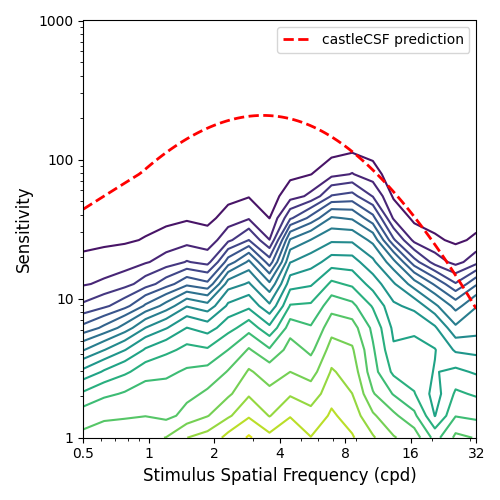 castleCSF prediction
1000
100
10
1
Sensitivity
0.5 1 2 4 8 16 32
Stimulus Spatial Frequency (cpd)